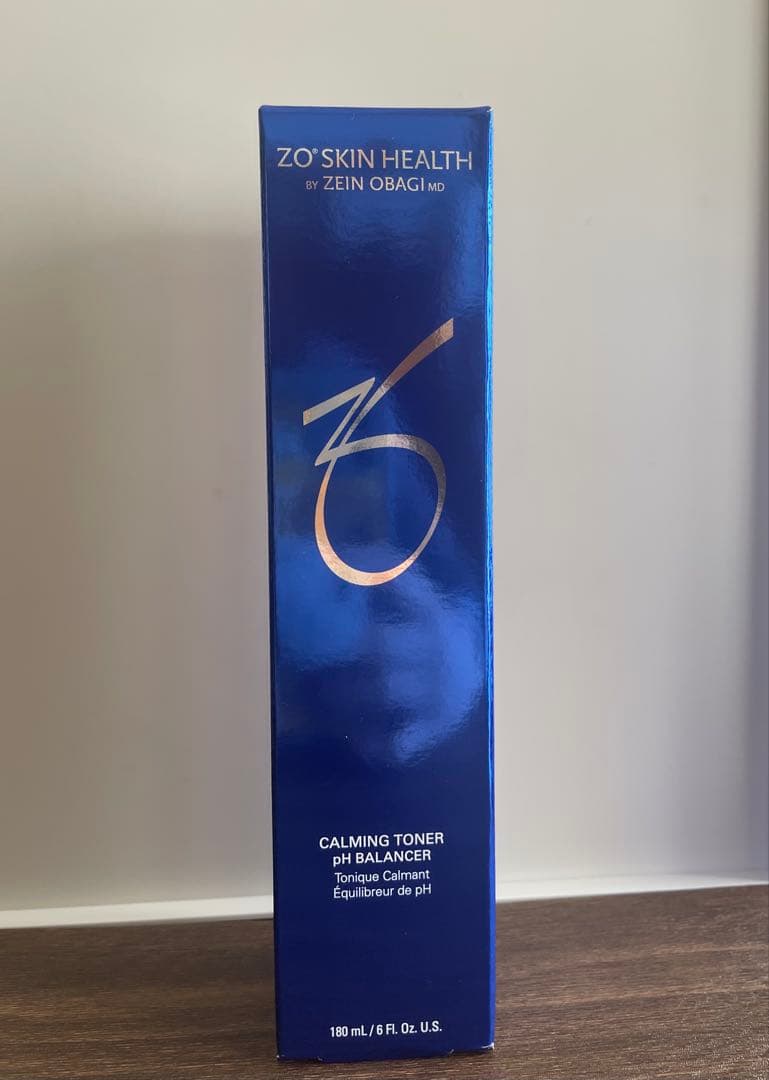 ZO® SKIN HEALTH
BY ZEIN OBAGI MD
ZO
CALMING TONER
pH BALANCER
Tonique Calmant
Équilibreur de pH
180 mL / 6 Fl. Oz. U.S.